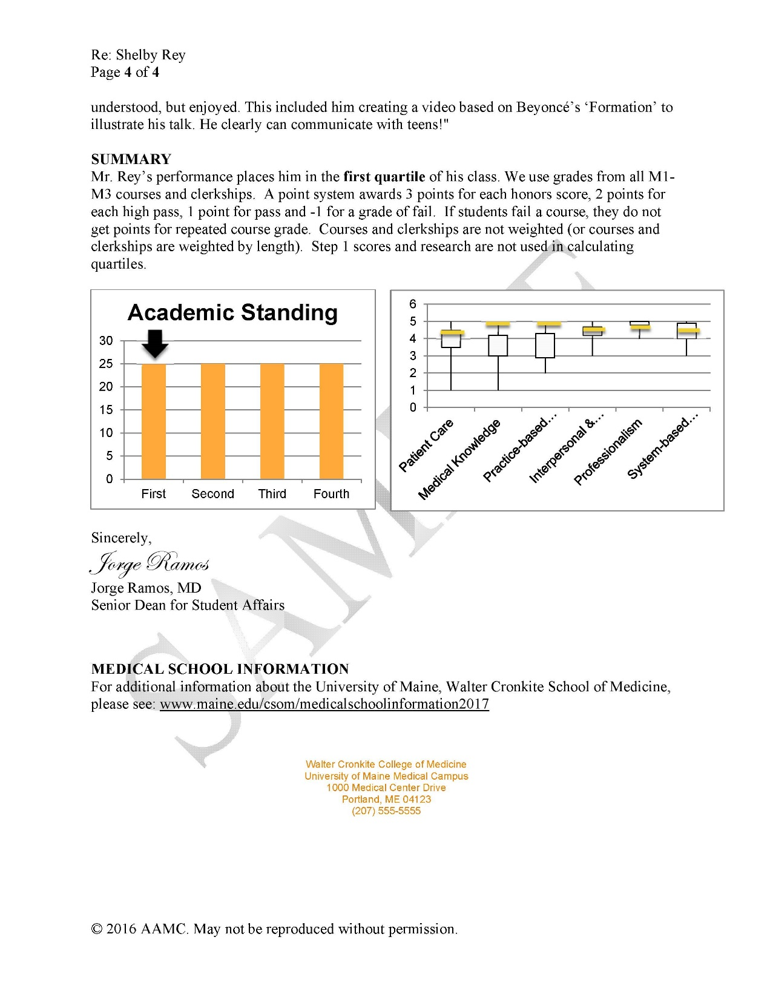 Re: Shelby Rey
Page 4 of 4
understood, but enjoyed. This included him creating a video based on Beyoncé’s ‘Formation’ to
illustrate his talk. He clearly can communicate with teens!"
SUMMARY
Mr. Rey’s performance places him in the first quartile of his class. We use grades from all M1-
M3 courses and clerkships.  A point system awards 3 points for each honors score, 2 points for
each high pass, 1 point for pass and -1 for a grade of fail.  If students fail a course, they do not
get points for repeated course grade.  Courses and clerkships are not weighted (or courses and
clerkships are weighted by length).  Step 1 scores and research are not used in calculating
quartiles.
Academic Standing
30
25
20
15
10
5
0
First Second Third Fourth
6
5
4
3
2
1
0
Patient Care
Medical Knowledge
Practice-based…
Interpersonal &…
Professionalism
System-based…
SAMPLE
Sincerely,
Jorge Ramos
Jorge Ramos, MD
Senior Dean for Student Affairs
MEDICAL SCHOOL INFORMATION
For additional information about the University of Maine, Walter Cronkite School of Medicine,
please see: www.maine.edu/csom/medicalschoolinformation2017
Walter Cronkite College of Medicine
University of Maine Medical Campus
1000 Medical Center Drive
Portland, ME 04123
(207) 555-5555
© 2016 AAMC. May not be reproduced without permission.